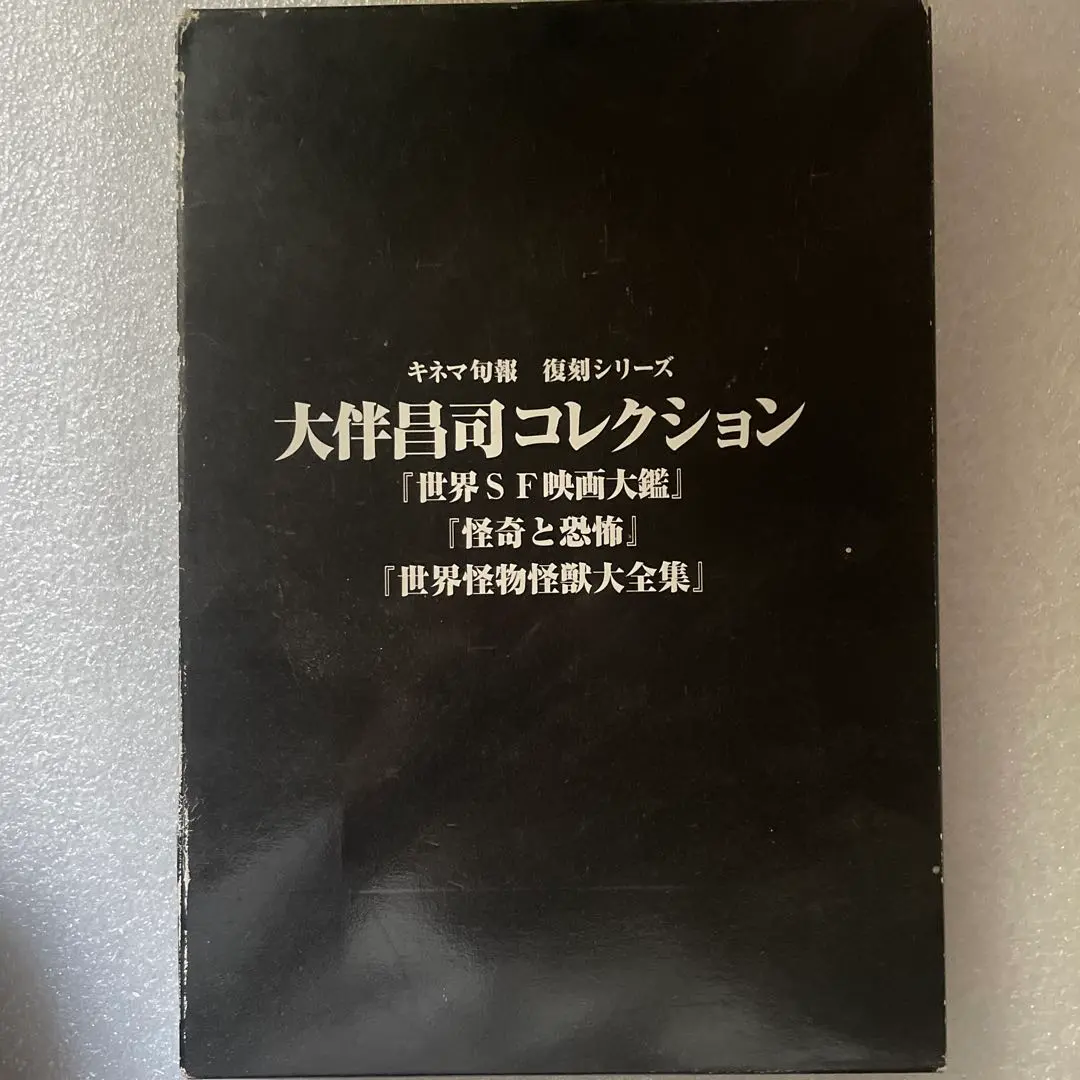 キネマ旬報 復刻シリーズ
大伴昌司コレクション
『世界ＳＦ映画大鑑』
『怪奇と恐怖』
『世界怪物怪獣大全集』